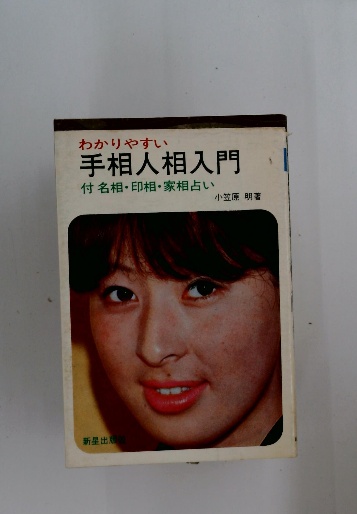 わかりやすい
手相人相入門
付 名相・印相・家相占い
小笠原 明著
新星出版社